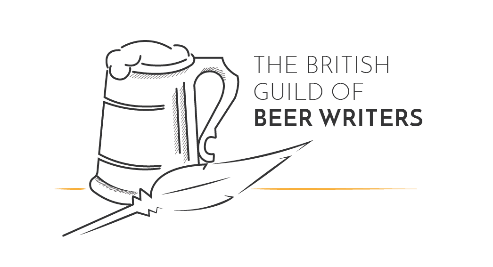 THE BRITISH
GUILD OF
BEER WRITERS